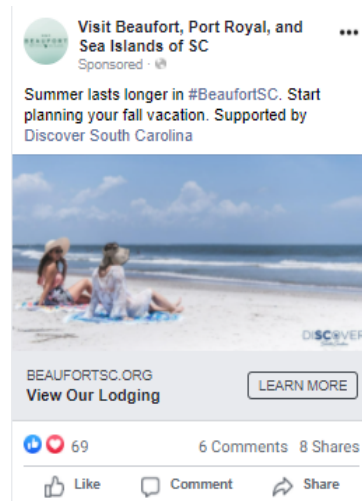 Visit Beaufort, Port Royal, and
Sea Islands of SC
Sponsored ·
Summer lasts longer in #BeaufortSC. Start
planning your fall vacation. Supported by
Discover South Carolina
DISCOVER
BEAUFORTSC.ORG
View Our Lodging
LEARN MORE
69
6 Comments 8 Shares
Like Comment Share